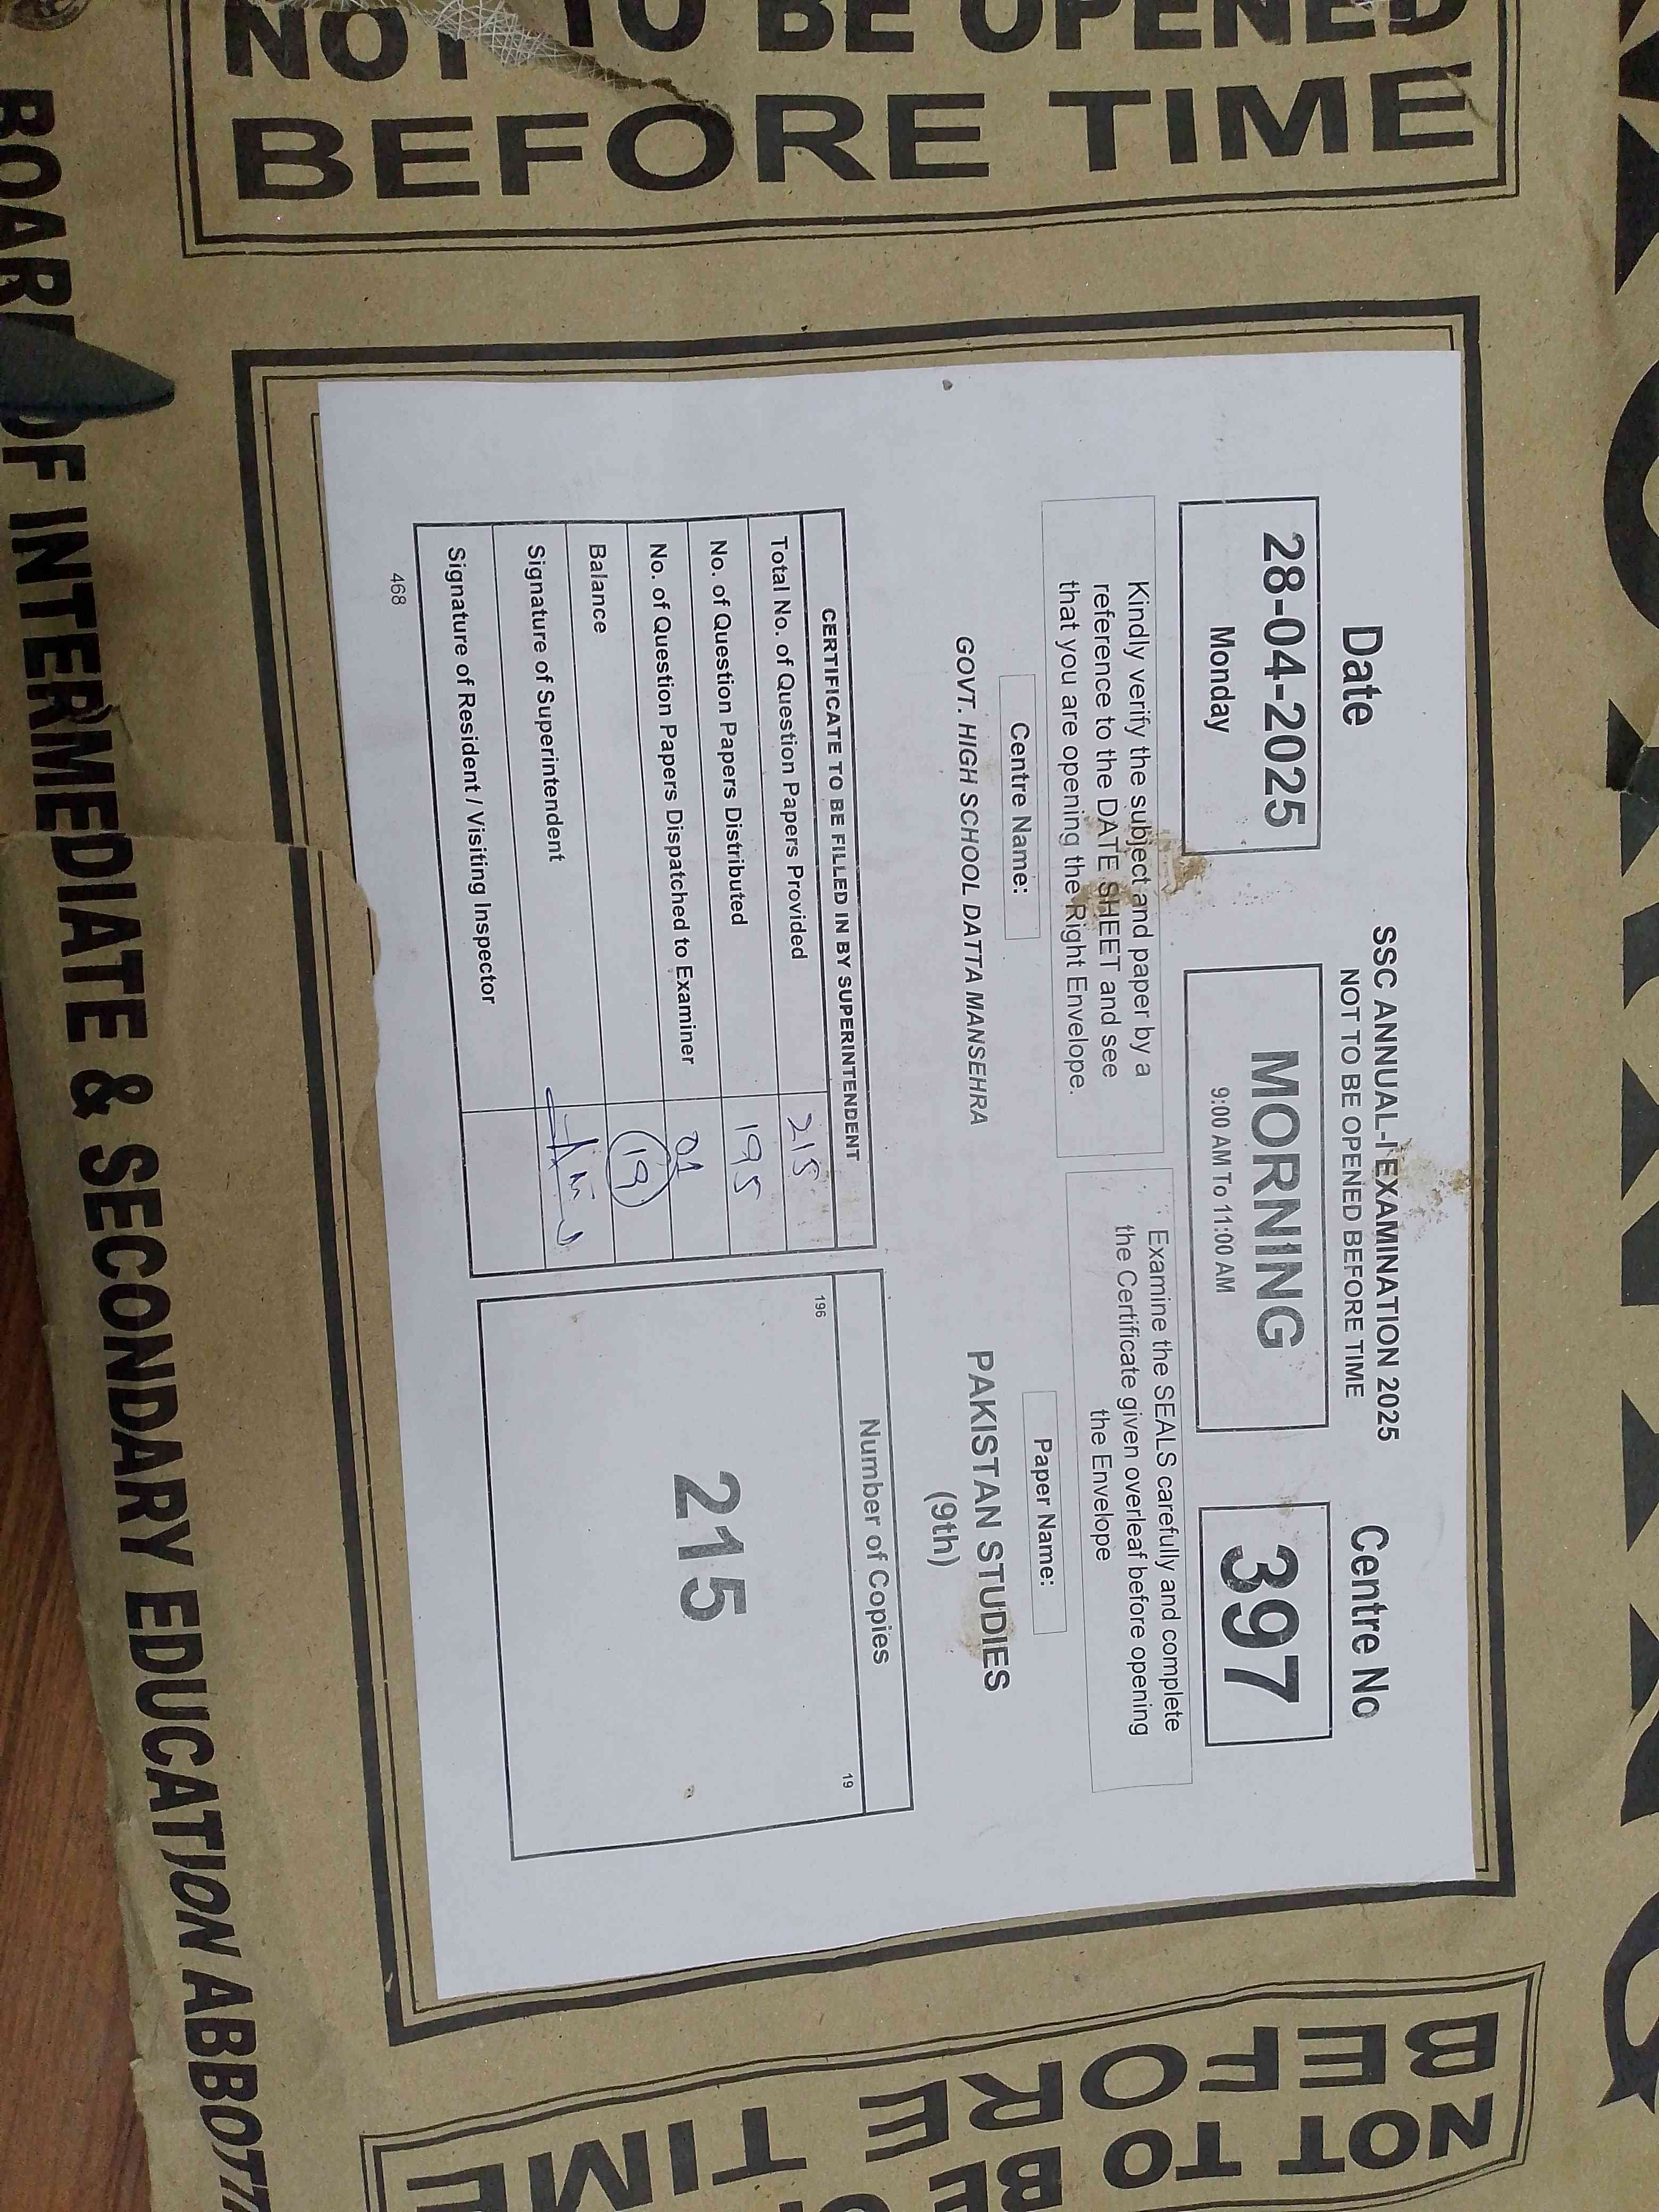 NOT TO BE OPENED
BEFORE TIME
Date
28-04-2025
Monday
SSC ANNUAL-I EXAMINATION 2025
NOT TO BE OPENED BEFORE TIME
MORNING
9:00 AM To 11:00 AM
Centre No
397
Kindly verify the subject and paper by a
reference to the DATE SHEET and see
that you are opening the Right Envelope.
Examine the SEALS carefully and complete
the Certificate given overleaf before opening
the Envelope
Centre Name:
GOVT. HIGH SCHOOL DATTA MANSEHRA
Paper Name:
PAKISTAN STUDIES
(9th)
CERTIFICATE TO BE FILLED IN BY SUPERINTENDENT
Total No. of Question Papers Provided 215
No. of Question Papers Distributed 195
No. of Question Papers Dispatched to Examiner 01
Balance 19
Signature of Superintendent
Signature of Resident / Visiting Inspector
468
Number of Copies
196 19
215
BOARD OF INTERMEDIATE & SECONDARY EDUCATION ABBOTT
NOT TO BE
BE
TIME